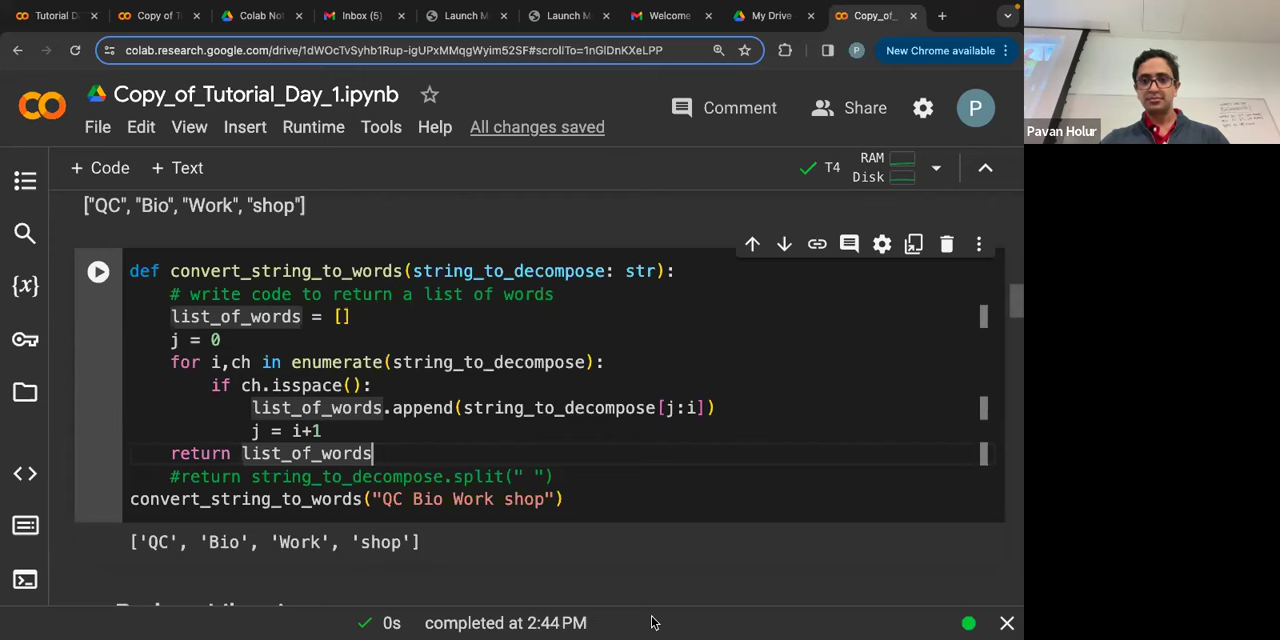 Tutorial D
Copy of T
Colab Not
Inbox (5)
Launch M
Launch M
Welcome
My Drive
Copy_of_
colab.research.google.com/drive/1dWOcTvSyhb1Rup-igUPxMMqgWyim52SF#scrollTo=1nGlDnKXeLPP
P
New Chrome available
Copy_of_Tutorial_Day_1.ipynb
Comment
Share
P
File Edit View Insert Runtime Tools Help All changes saved
+ Code + Text
T4
RAM
Disk
Pavan Holur
["QC", "Bio", "Work", "shop"]
def convert_string_to_words(string_to_decompose: str):
# write code to return a list of words
list_of_words = []
j = 0
for i,ch in enumerate(string_to_decompose):
if ch.isspace():
list_of_words.append(string_to_decompose[j:i])
j = i+1
return list_of_words
#return string_to_decompose.split(" ")
convert_string_to_words("QC Bio Work shop")
['QC', 'Bio', 'Work', 'shop']
{x}
0s completed at 2:44 PM